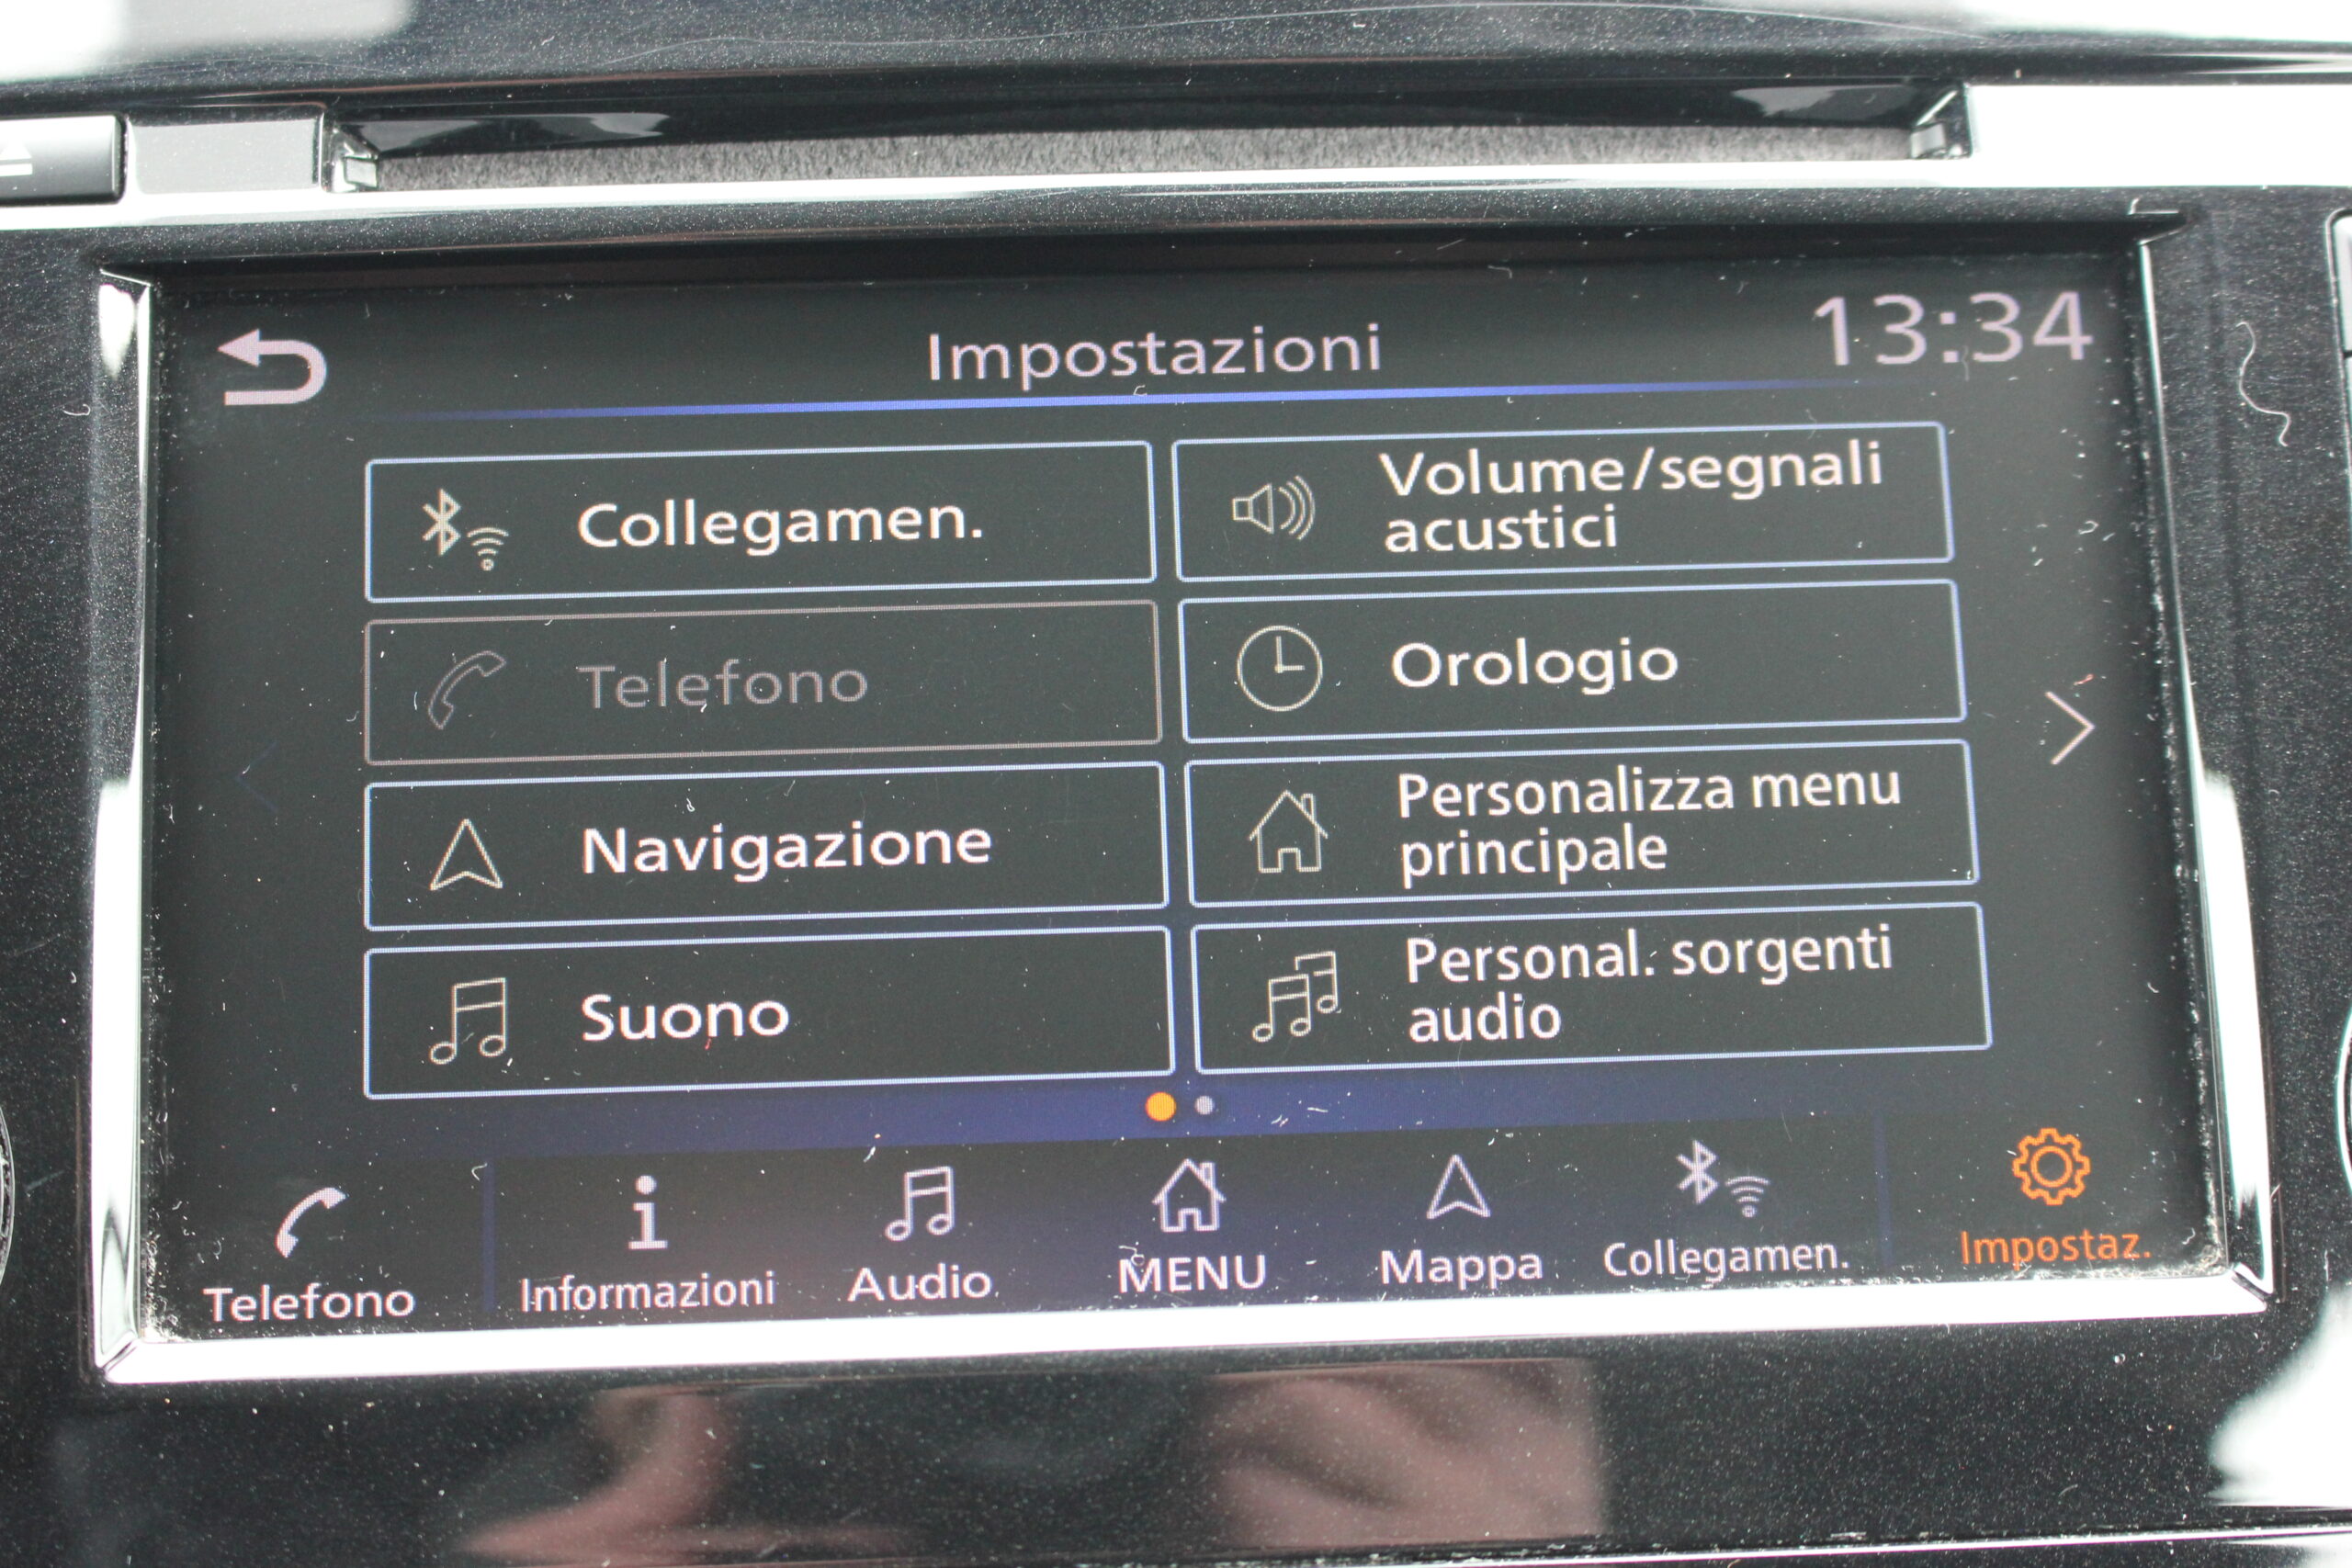 Impostazioni
13:34
Collegamen.
Volume/segnali
acustici
Telefono
Orologio
Navigazione
Personalizza menu
principale
Suono
Personal. sorgenti
audio
Telefono
Informazioni
Audio
MENU
Mappa
Collegamen.
Impostaz.